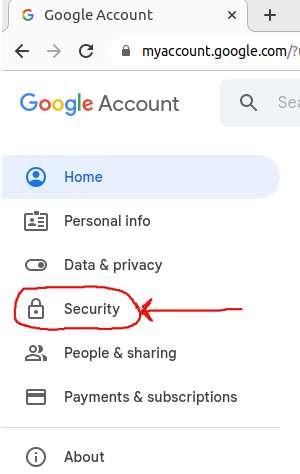 Google Account
myaccount.google.com/?
Google Account
Sea
Home
Personal info
Data & privacy
Security
People & sharing
Payments & subscriptions
About